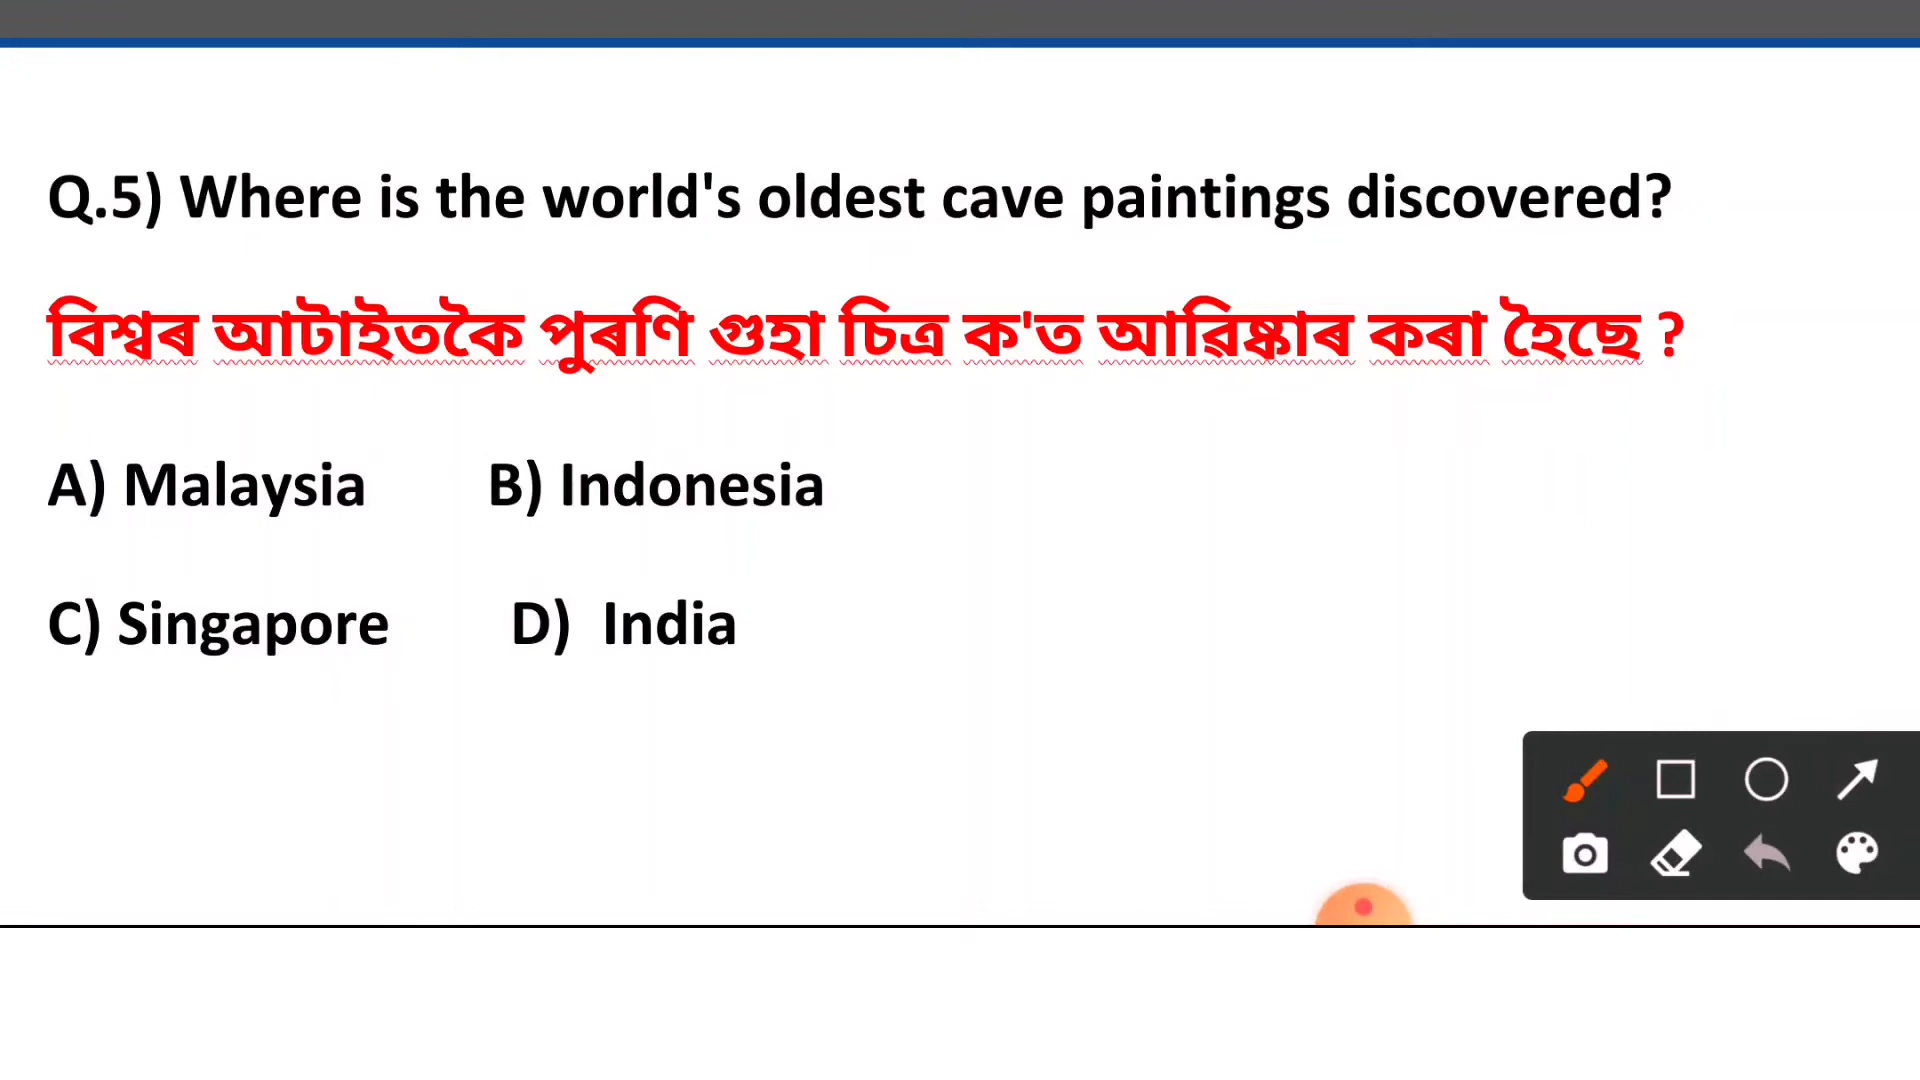 Q.5) Where is the world's oldest cave paintings discovered?
বিশ্বৰ আটাইতকৈ পুৰণি গুহা চিত্ৰ ক'ত আৱিষ্কাৰ কৰা হৈছে ?
A) Malaysia B) Indonesia
C) Singapore D) India